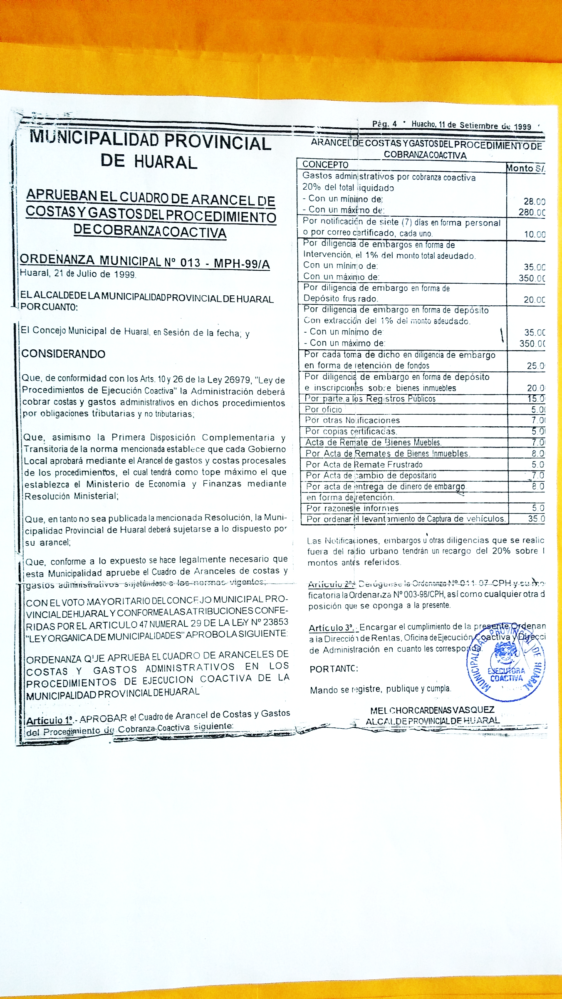 Pág. 4 * Huacho, 11 de Setiembre de 1999
MUNICIPALIDAD PROVINCIAL
DE HUARAL
APRUEBAN EL CUADRO DE ARANCEL DE
COSTAS Y GASTOS DEL PROCEDIMIENTO
DE COBRANZA COACTIVA
ORDENANZA MUNICIPAL Nº 013 - MPH-99/A
Huaral, 21 de Julio de 1999.
EL ALCALDE DE LA MUNICIPALIDAD PROVINCIAL DE HUARAL
POR CUANTO:
El Concejo Municipal de Huaral, en Sesión de la fecha; y
CONSIDERANDO
Que, de conformidad con los Arts. 10 y 26 de la Ley 26979, "Ley de
Procedimientos de Ejecución Coactiva" la Administración deberá
cobrar costas y gastos administrativos en dichos procedimientos
por obligaciones tributarias y no tributarias;
Que, asimismo la Primera Disposición Complementaria y
Transitoria de la norma mencionada establece que cada Gobierno
Local aprobará mediante el Arancel de gastos y costas procesales
de los procedimientos, el cual tendrá como tope máximo el que
establezca el Ministerio de Economía y Finanzas mediante
Resolución Ministerial;
Que, en tanto no sea publicada la mencionada Resolución, la Muni-
cipalidad Provincial de Huaral deberá sujetarse a lo dispuesto por
su arancel;
Que, conforme a lo expuesto se hace legalmente necesario que
esta Municipalidad apruebe el Cuadro de Aranceles de costas y
gastos administrativos sujetándose a las normas vigentes;
CON EL VOTO MAYORITARIO DEL CONCEJO MUNICIPAL PRO-
VINCIAL DE HUARAL Y CONFORME A LAS ATRIBUCIONES CONFE-
RIDAS POR EL ARTICULO 47 NUMERAL 29 DE LA LEY Nº 23853
"LEY ORGANICA DE MUNICIPALIDADES" APROBO LA SIGUIENTE:
ORDENANZA QUE APRUEBA EL CUADRO DE ARANCELES DE
COSTAS Y GASTOS ADMINISTRATIVOS EN LOS
PROCEDIMIENTOS DE EJECUCION COACTIVA DE LA
MUNICIPALIDAD PROVINCIAL DE HUARAL
Artículo 1º.- APROBAR el Cuadro de Arancel de Costas y Gastos
del Procedimiento de Cobranza Coactiva siguiente:
ARANCEL DE COSTAS Y GASTOS DEL PROCEDIMIENTO DE
COBRANZA COACTIVA
CONCEPTO Monto S/.
Gastos administrativos por cobranza coactiva
20% del total liquidado
- Con un mínimo de: 28.00
- Con un máximo de: 280.00
Por notificación de siete (7) días en forma personal
o por correo certificado, cada uno. 10.00
Por diligencia de embargos en forma de
Intervención, el 1% del monto total adeudado.
Con un mínimo de: 35.00
Con un máximo de: 350.00
Por diligencia de embargo en forma de
Depósito frus rado. 20.00
Por diligencia de embargo en forma de depósito
Con extracción del 1% del monto adeudado.
- Con un mínimo de: 35.00
- Con un máximo de: 350.00
Por cada toma de dicho en diligencia de embargo
en forma de retención de fondos 25.0
Por diligencia de embargo en forma de depósito
e inscripciones sobre bienes inmuebles 20.0
Por parte a los Registros Públicos 15.0
Por oficio 5.00
Por otras Notificaciones 7.00
Por copias certificadas. 5.0
Acta de Remate de Bienes Muebles. 7.0
Por Acta de Remates de Bienes Inmuebles. 8.0
Por Acta de Remate Frustrado 5.0
Por Acta de cambio de depositario 7.0
Por acta de entrega de dinero de embargo 8.0
en forma de retención.
Por razones e informes 5.0
Por ordenar el levantamiento de Captura de vehículos. 35.0
Las Notificaciones, embargos u otras diligencias que se realic
fuera del radio urbano tendrán un recargo del 20% sobre l
montos antes referidos.
Artículo 2º.- Deróguense la Ordenanza Nº 011-97-CPH y su mo
ficatoria la Ordenanza Nº 003-98/CPH, así como cualquier otra d
posición que se oponga a la presente.
Artículo 3º.- Encargar el cumplimiento de la presente Ordenan
a la Dirección de Rentas, Oficina de Ejecución Coactiva y Direcci
de Administración en cuanto les corresponda.
POR TANTO:
Mando se registre, publique y cumpla.
MELCHOR CARDENAS VASQUEZ
ALCALDE PROVINCIAL DE HUARAL
MUNICIPALIDAD PROVINCIAL DE HUARAL
EJECUTORA
COACTIVA